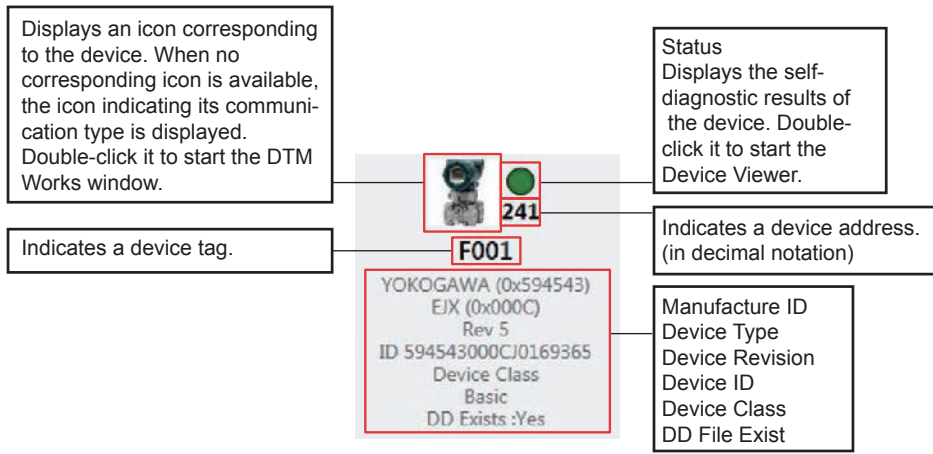 Displays an icon corresponding
to the device. When no
corresponding icon is available,
the icon indicating its communi-
cation type is displayed.
Double-click it to start the DTM
Works window.
Status
Displays the self-
diagnostic results of
the device. Double-
click it to start the
Device Viewer.
241
Indicates a device address.
(in decimal notation)
Indicates a device tag.
F001
YOKOGAWA (0x594543)
EJX (0x000C)
Rev 5
ID 594543000CJ0169365
Device Class
Basic
DD Exists :Yes
Manufacture ID
Device Type
Device Revision
Device ID
Device Class
DD File Exist